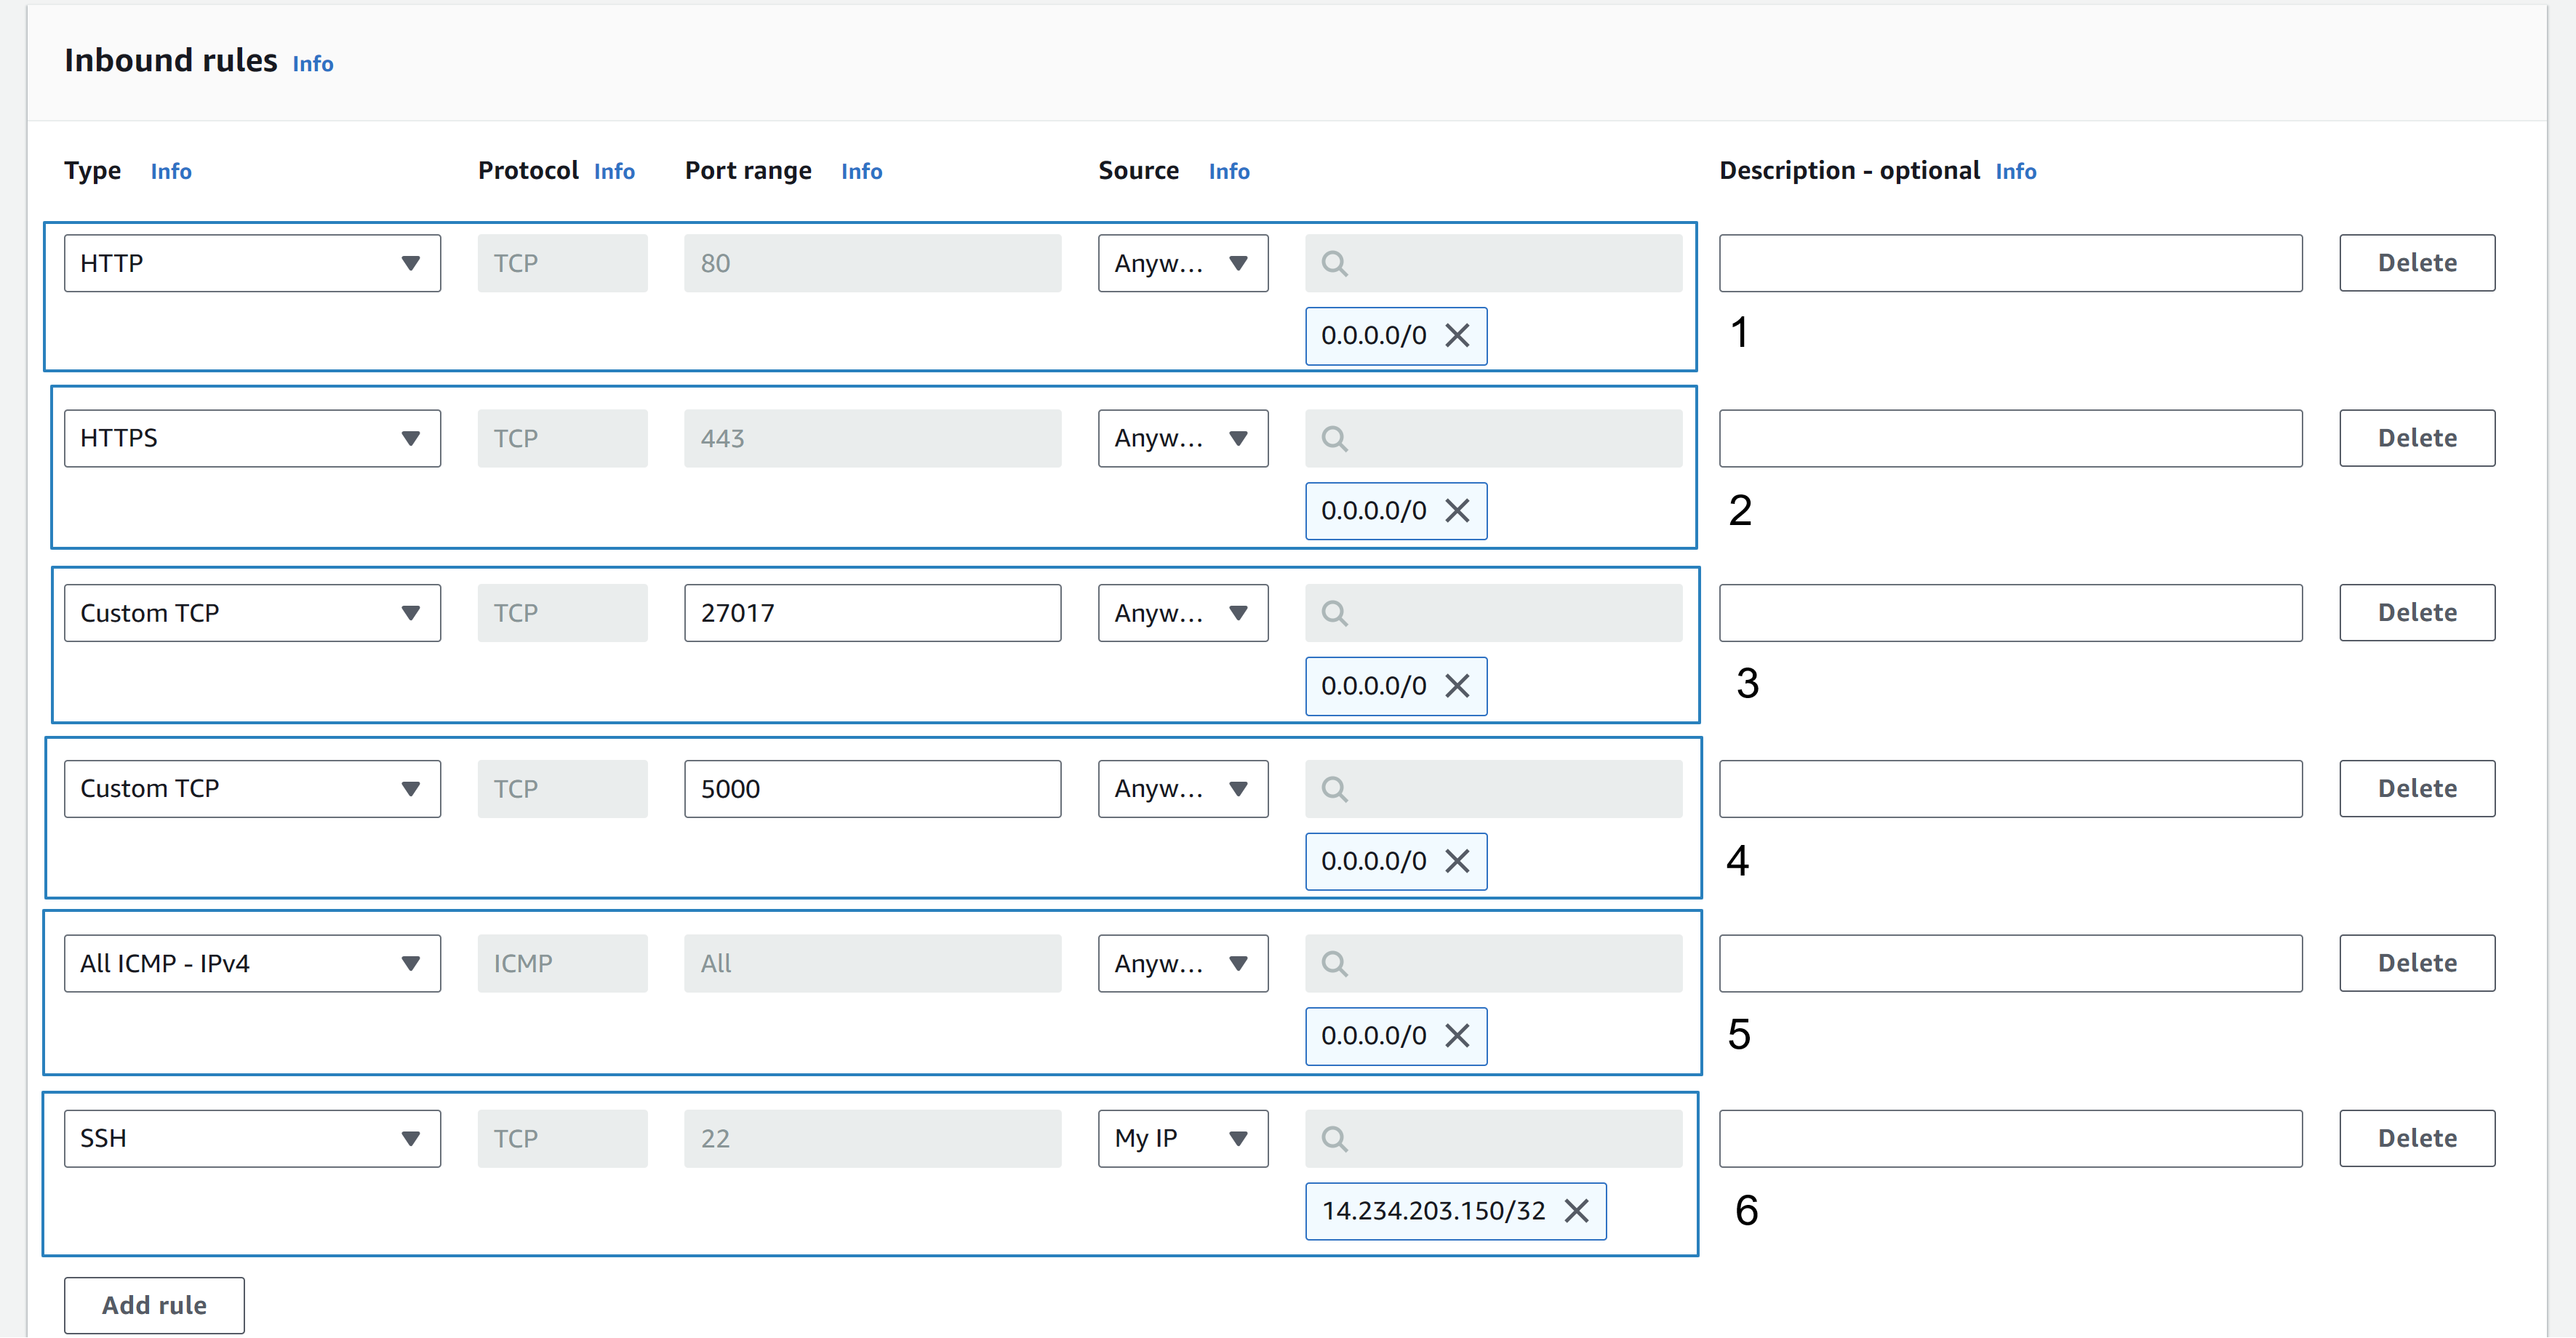 Inbound rules Info
Type Info Protocol Info Port range Info Source Info Description - optional Info
HTTP TCP 80 Anyw... Delete
0.0.0.0/0
1
HTTPS TCP 443 Anyw... Delete
0.0.0.0/0
2
Custom TCP TCP 27017 Anyw... Delete
0.0.0.0/0
3
Custom TCP TCP 5000 Anyw... Delete
0.0.0.0/0
4
All ICMP - IPv4 ICMP All Anyw... Delete
0.0.0.0/0
5
SSH TCP 22 My IP Delete
14.234.203.150/32
6
Add rule